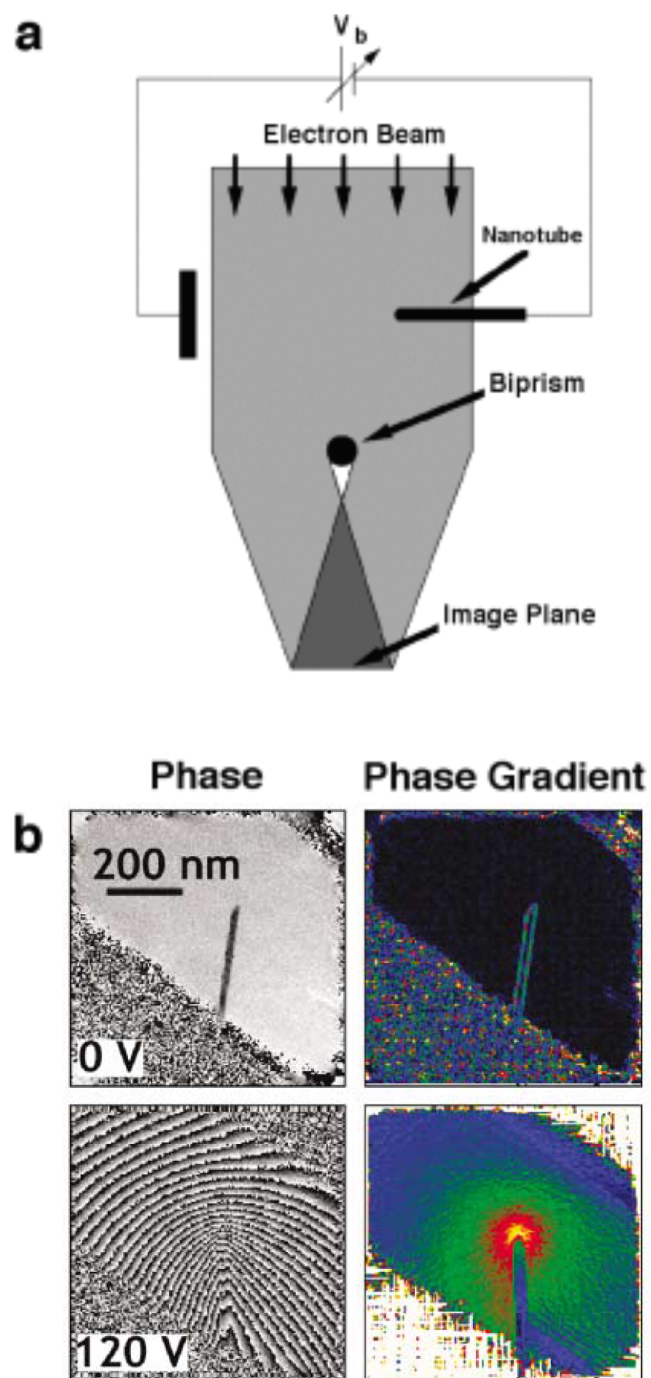 a
V b
Electron Beam
Nanotube
Biprism
Image Plane
Phase
Phase Gradient
b
200 nm
0 V
120 V